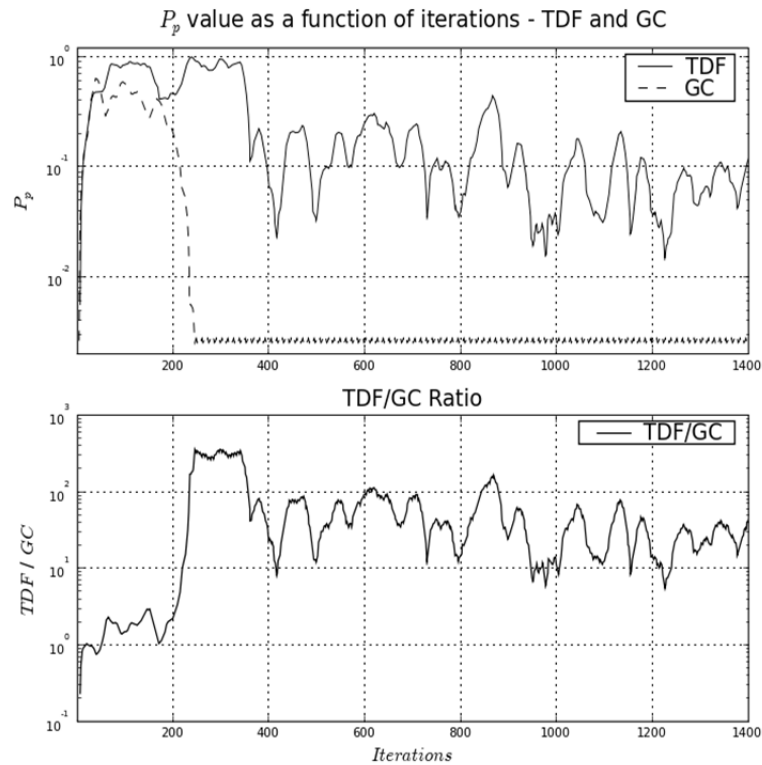 P_p value as a function of iterations - TDF and GC
10^0
10^-1
10^-2
P_p
TDF
GC
200 400 600 800 1000 1200 1400
TDF/GC Ratio
10^3
10^2
10^1
10^0
10^-1
TDF / GC
TDF/GC
200 400 600 800 1000 1200 1400
Iterations